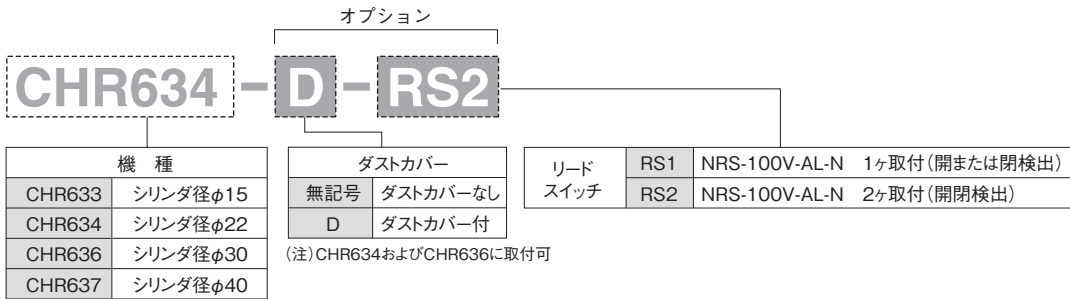 オプション
CHR634-D-RS2
機 種
CHR633 シリンダ径φ15
CHR634 シリンダ径φ22
CHR636 シリンダ径φ30
CHR637 シリンダ径φ40
ダストカバー
無記号 ダストカバーなし
D ダストカバー付
(注)CHR634およびCHR636に取付可
リード
スイッチ
RS1 NRS-100V-AL-N 1ヶ取付(開または閉検出)
RS2 NRS-100V-AL-N 2ヶ取付(開閉検出)